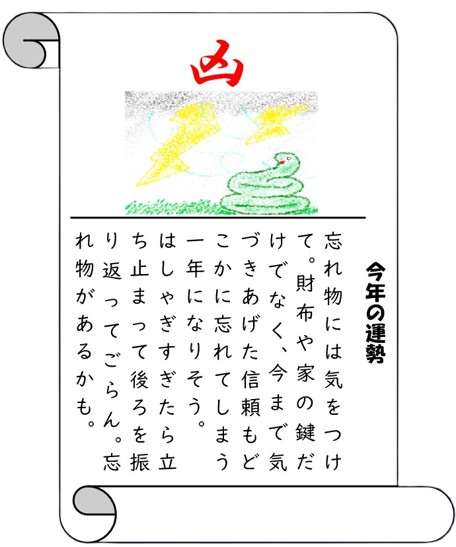 凶
今年の運勢
忘れ物には気をつけ
て。財布や家の鍵だ
けでなく、今まで気
づきあげた信頼もど
こかに忘れてしまう
一年になりそう。
はしゃぎすぎたら立
ち止まって後ろを振
り返ってごらん。忘
れ物があるかも。